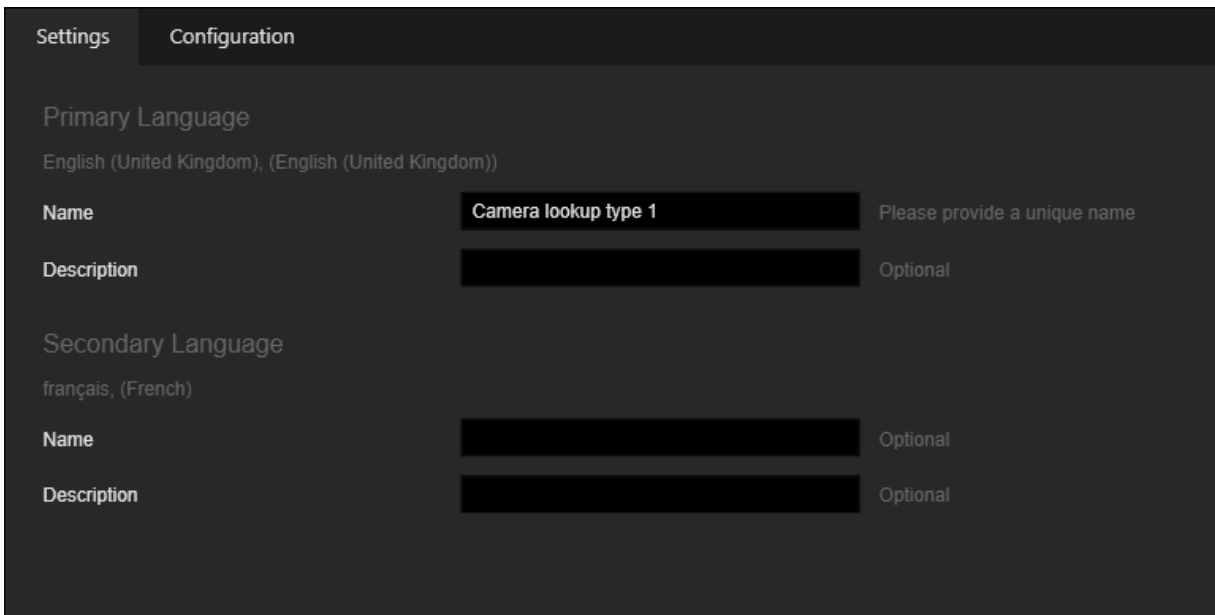 Settings Configuration
Primary Language
English (United Kingdom), (English (United Kingdom))
Name Camera lookup type 1 Please provide a unique name
Description Optional
Secondary Language
français, (French)
Name Optional
Description Optional